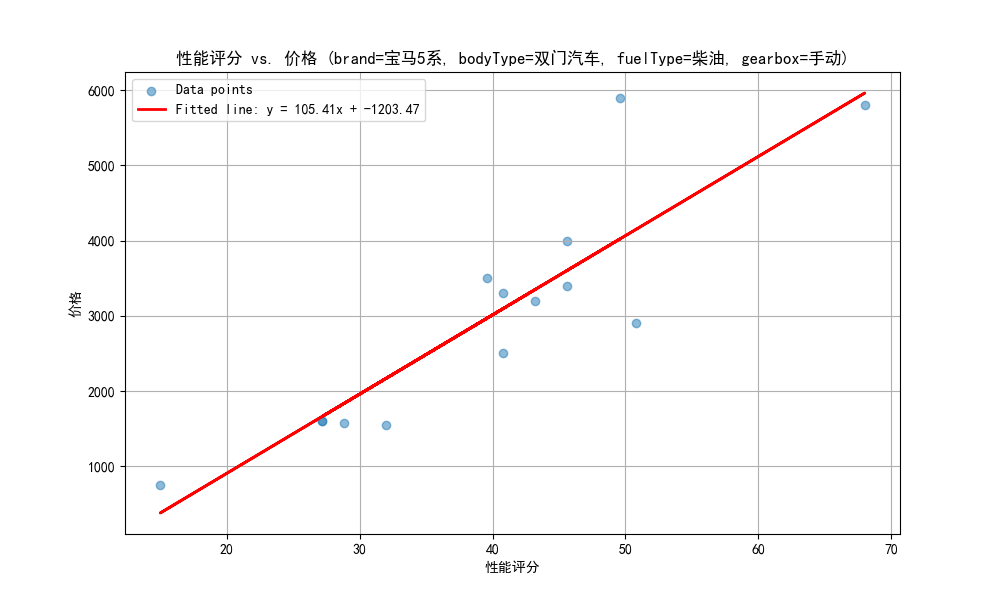 性能评分 vs. 价格 (brand=宝马5系, bodyType=双门汽车, fuelType=柴油, gearbox=手动)
Data points
Fitted line: y = 105.41x + -1203.47
6000
5000
4000
3000
2000
1000
价格
20 30 40 50 60 70
性能评分